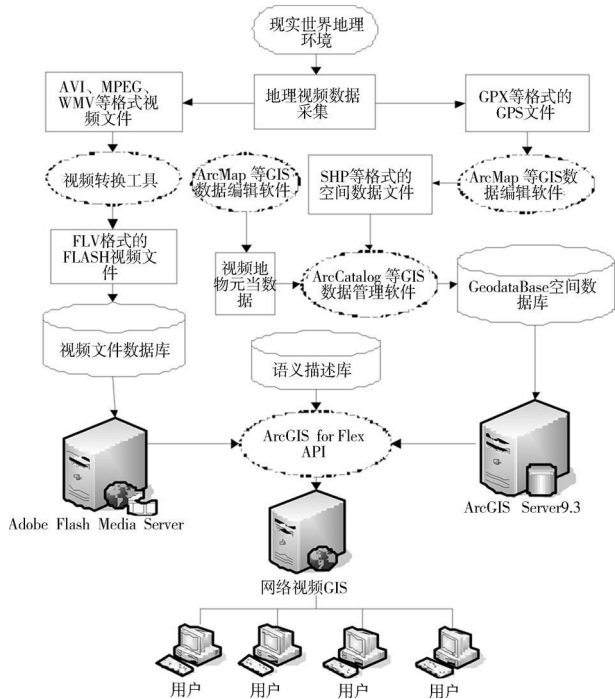 现实世界地理
环境
AVI、MPEG、
WMV等格式视
频文件
地理视频数据
采集
GPX等格式的
GPS文件
视频转换工具
ArcMap 等GIS
数据编辑软件
SHP等格式的
空间数据文件
ArcMap 等GIS数
据编辑软件
FLV格式的
FLASH视频文
件
视频地
物元当数
据
ArcCatalog 等GIS
数据管理软件
GeodataBase空间数
据库
视频文件数据库
语义描述库
ArcGIS for Flex
API
Adobe Flash Media Server
ArcGIS Server9.3
网络视频GIS
用户
用户
用户
用户